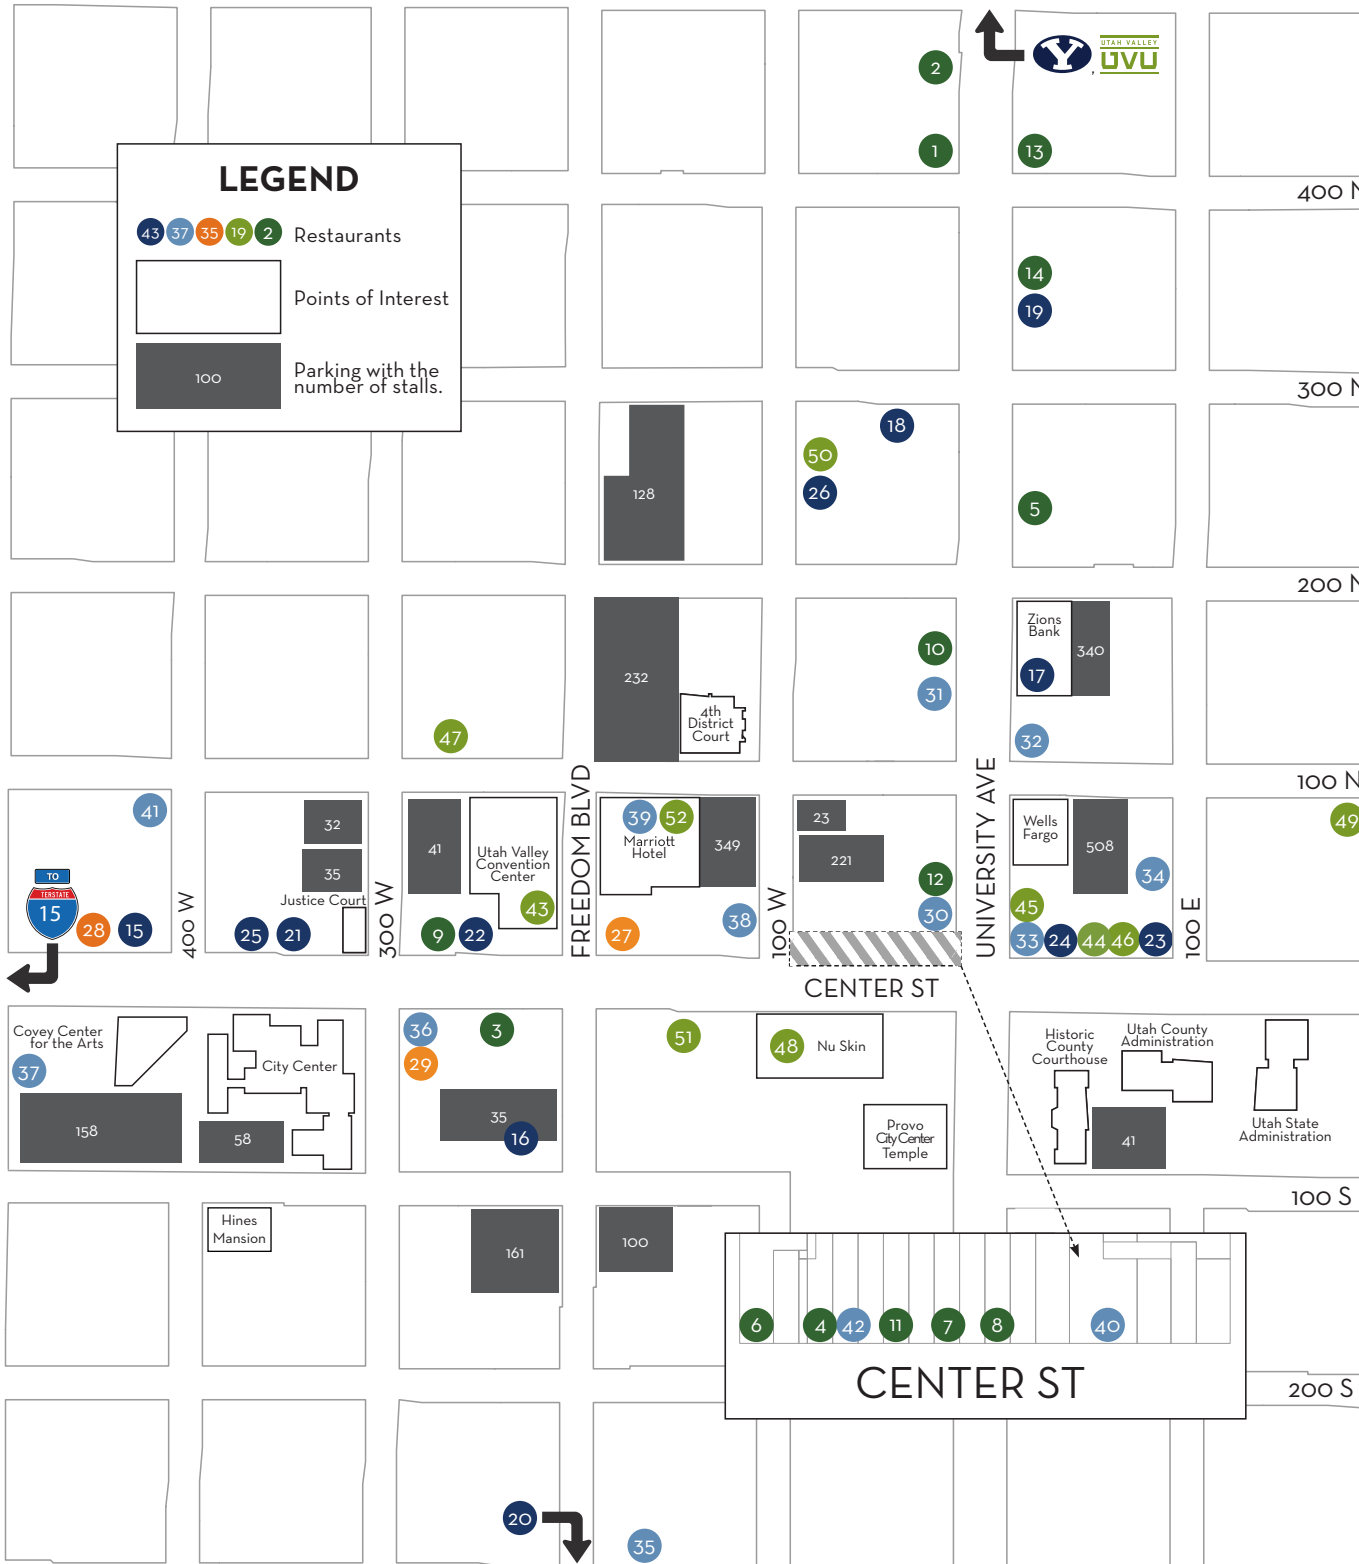 2
UTAH VALLEY
Y, UVU
1
13
LEGEND
400 N
43 37 35 19 2 Restaurants
14
Points of Interest
19
Parking with the
100
number of stalls.
300 N
18
50
128
26
5
200 N
Zions
Bank
10
340
232
17
31
4th
District
Court
47
32
FREEDOM BLVD
UNIVERSITY AVE
100 N
41
32
39 52
23
Wells
Fargo
49
41
Utah Valley
Convention
Center
Marriott
Hotel
349
508
35
221
TO
TERSTATE
15
Justice Court
12
34
43
45
28 15
400 W
25 21
300 W
9 22
27
38
100 W
30
33 24 44 46 23
100 E
CENTER ST
Covey Center
for the Arts
36
3
51
48
Nu Skin
Historic
County
Courthouse
Utah County
Administration
37
City Center
29
158
58
35
16
Provo
City Center
Temple
41
Utah State
Administration
100 S
Hines
Mansion
161
100
6 4 42 11 7 8 40
CENTER ST
200 S
20
35